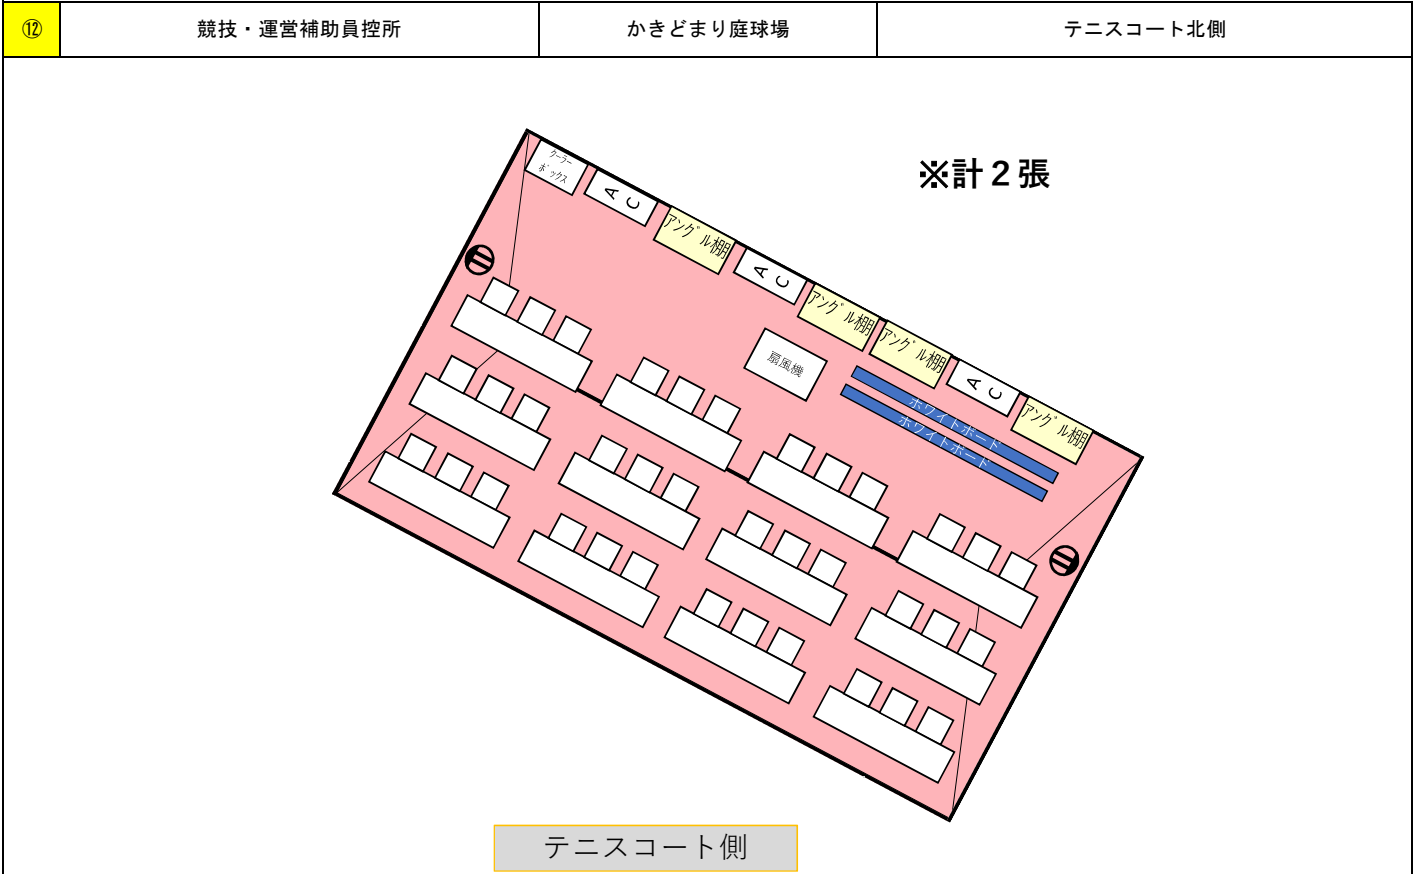 ⑫ 競技・運営補助員控所 かきどまり庭球場 テニスコート北側
※計２張
クーラー
ボックス
AC
アングル棚
AC
アングル棚
アングル棚
AC
アングル棚
扇風機
ホワイトボード
ホワイトボード
テニスコート側